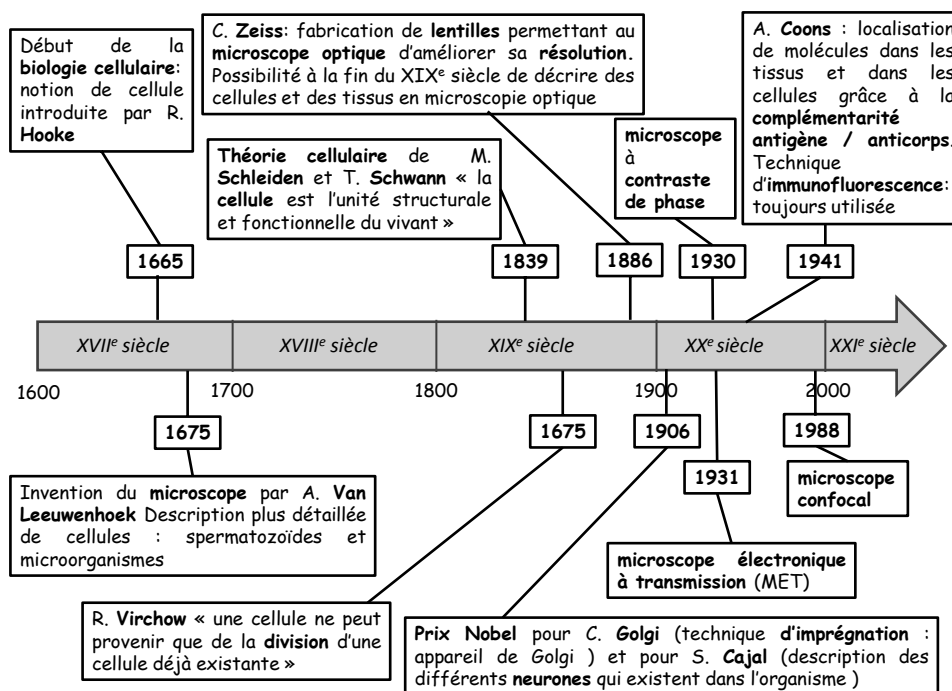 Début de la
biologie cellulaire:
notion de cellule
introduite par R.
Hooke
C. Zeiss: fabrication de lentilles permettant au
microscope optique d'améliorer sa résolution.
Possibilité à la fin du XIXe siècle de décrire des
cellules et des tissus en microscopie optique
A. Coons : localisation
de molécules dans les
tissus et dans les
cellules grâce à la
complémentarité
antigène / anticorps.
Technique
d'immunofluorescence:
toujours utilisée
Théorie cellulaire de M.
Schleiden et T. Schwann « la
cellule est l'unité structurale
et fonctionnelle du vivant »
microscope
à
contraste
de phase
1665
1839
1886
1930
1941
XVIIe siècle
XVIIIe siècle
XIXe siècle
XXe siècle
XXIe siècle
1600
1700
1800
1900
2000
1675
1675
1906
1988
1931
Invention du microscope par A. Van
Leeuwenhoek Description plus détaillée
de cellules : spermatozoïdes et
microorganismes
microscope
confocal
microscope électronique
à transmission (MET)
R. Virchow « une cellule ne peut
provenir que de la division d'une
cellule déjà existante »
Prix Nobel pour C. Golgi (technique d'imprégnation :
appareil de Golgi ) et pour S. Cajal (description des
différents neurones qui existent dans l'organisme )